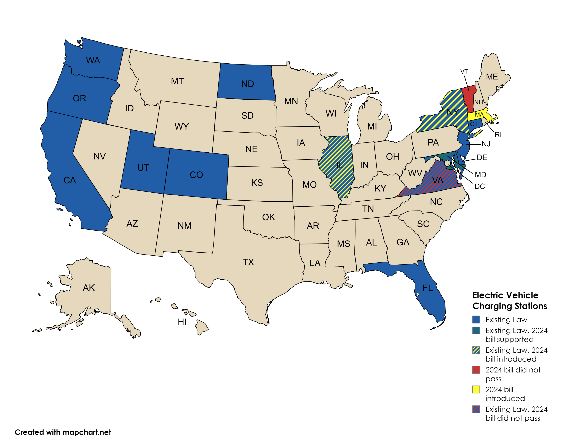 WA
VT
ME
MT
ND
OR
MN
ID
NH
SD
WI
NY
MA
RI
WY
MI
IA
PA
NJ
NE
NV
OH
DE
IL
IN
UT
MD
WV
CO
VA
DC
CA
KS
MO
KY
NC
TN
OK
AZ
NM
AR
SC
MS
AL
GA
TX
LA
AK
FL
HI
Electric Vehicle
Charging Stations
Existing Law
Existing Law, 2024
bill supported
Existing Law, 2024
bill introduced
2024 bill did not
pass
2024 bill
introduced
Existing Law, 2024
bill did not pass
Created with mapchart.net